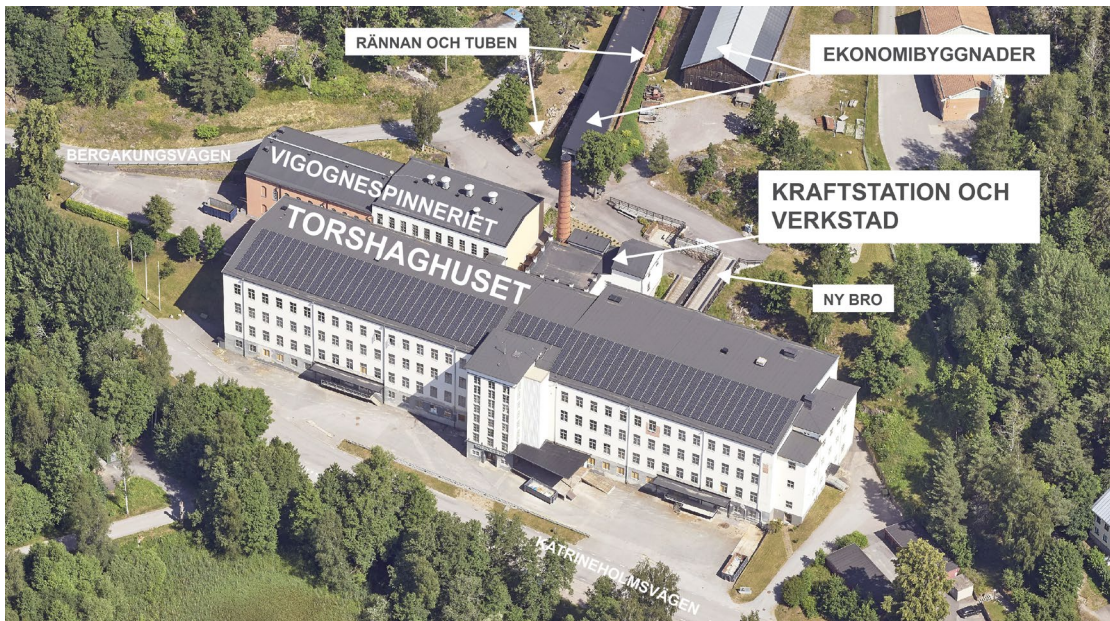 RÄNNAN OCH TUBEN
EKONOMIBYGGNADER
BERGAKUNGSVÄGEN
VIGOGNESPINNERIET
KRAFTSTATION OCH
VERKSTAD
TORSHAGHUSET
NY BRO
KATRINEHOLMSVÄGEN